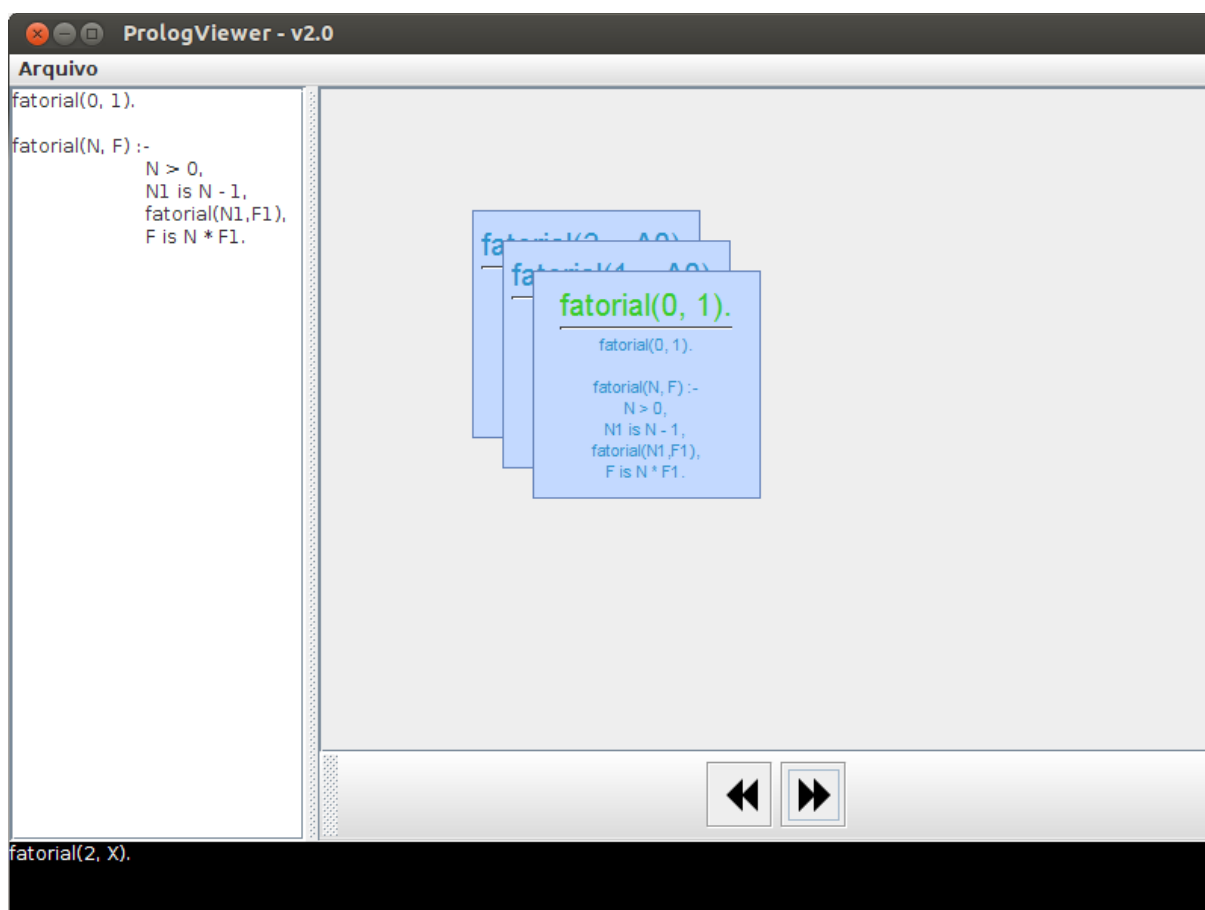 PrologViewer - v2.0
Arquivo
fatorial(0, 1).
fatorial(N, F) :-
N > 0,
N1 is N - 1,
fatorial(N1,F1),
F is N * F1.
fatorial(0, 1).
fatorial(0, 1).
fatorial(N, F) :-
N > 0,
N1 is N - 1,
fatorial(N1,F1),
F is N * F1.
fatorial(2, X).